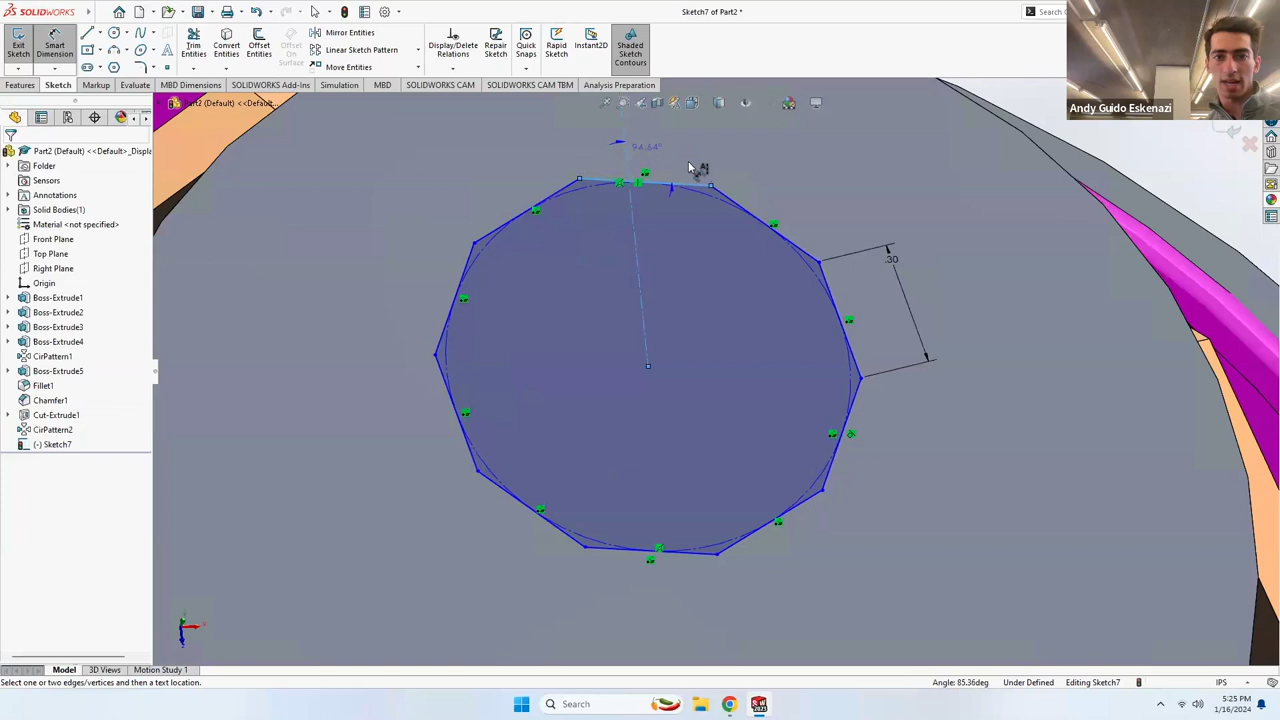 SOLIDWORKS
Sketch7 of Part2 *
Search C
Exit Sketch
Smart Dimension
Trim Entities
Convert Entities
Offset Entities
Offset On Surface
Mirror Entities
Linear Sketch Pattern
Move Entities
Display/Delete Relations
Repair Sketch
Quick Snaps
Rapid Sketch
Instant2D
Shaded Sketch Contours
Features
Sketch
Markup
Evaluate
MBD Dimensions
SOLIDWORKS Add-Ins
Simulation
MBD
SOLIDWORKS CAM
SOLIDWORKS CAM TBM
Analysis Preparation
Andy Guido Eskenazi
Part2 (Default) <<Default...
Part2 (Default) <<Default>_Displa
Folder
Sensors
Annotations
Solid Bodies(1)
Material <not specified>
Front Plane
Top Plane
Right Plane
Origin
Boss-Extrude1
Boss-Extrude2
Boss-Extrude3
Boss-Extrude4
CirPattern1
Boss-Extrude5
Fillet1
Chamfer1
Cut-Extrude1
CirPattern2
(-) Sketch7
94.64°
.30
Model
3D Views
Motion Study 1
Select one or two edges/vertices and then a text location.
Angle: 85.36deg
Under Defined
Editing Sketch7
IPS
Search
5:25 PM
1/16/2024